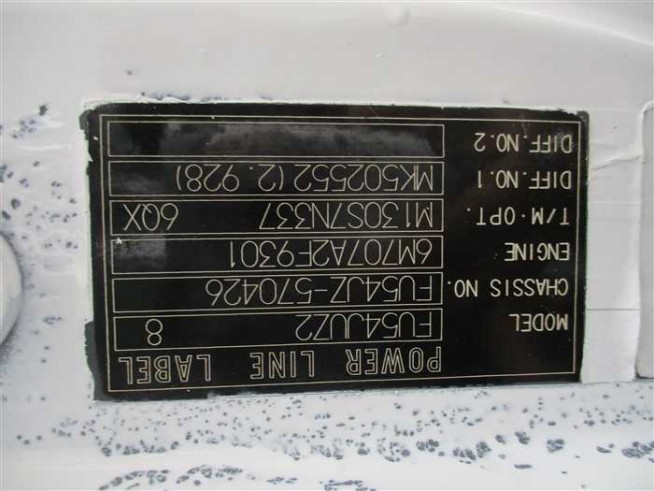 POWER LINE LABEL
MODEL FU54JUZ2 8
CHASSIS NO. FU54JZ-570426
ENGINE 6M707A2F9301
T/M·OPT. M130S7N337 6QX
DIFF.NO.1 MK502552(2.928)
DIFF.NO.2